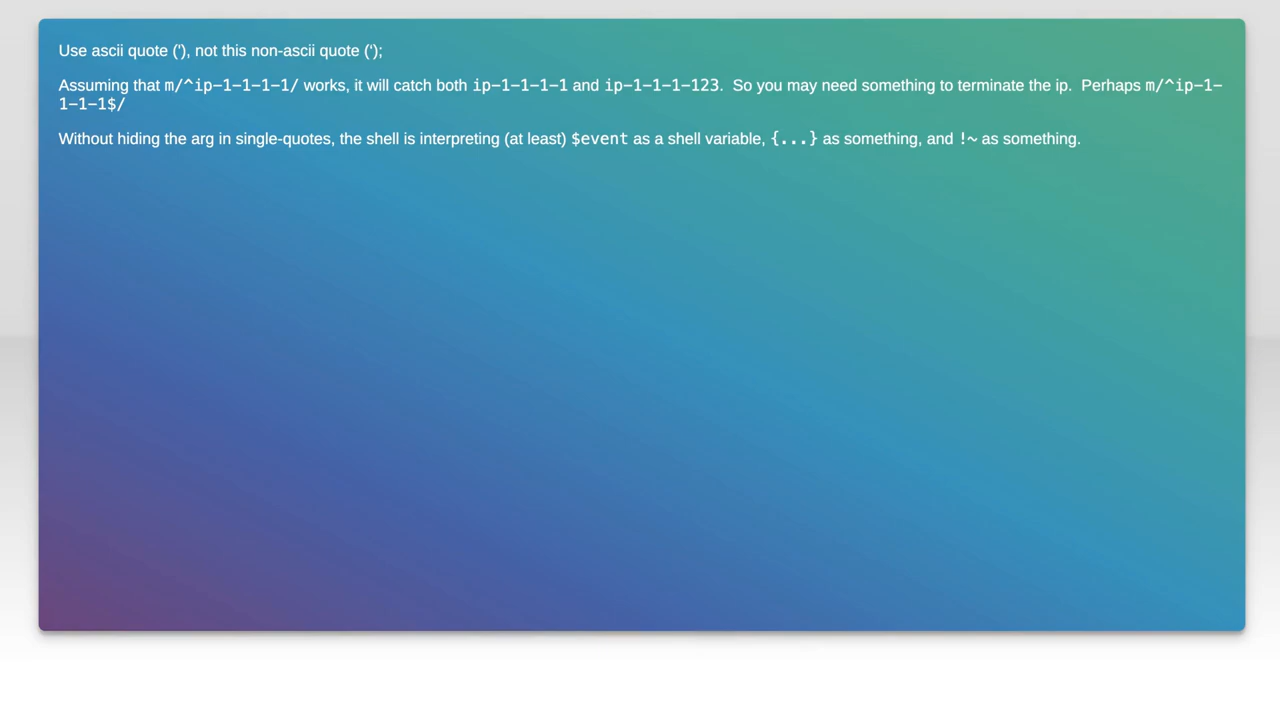 Use ascii quote ('), not this non-ascii quote (');
Assuming that m/^ip-1-1-1-1/ works, it will catch both ip-1-1-1-1 and ip-1-1-1-123.  So you may need something to terminate the ip.  Perhaps m/^ip-1-
1-1-1$/
Without hiding the arg in single-quotes, the shell is interpreting (at least) $event as a shell variable, {...} as something, and !~ as something.